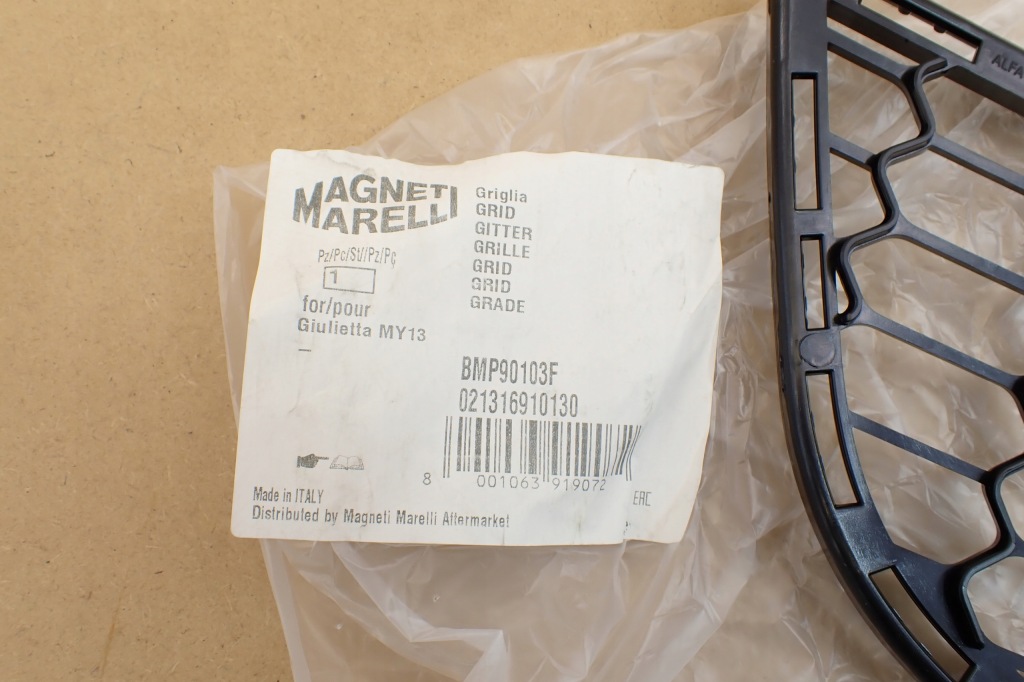 MAGNETI
MARELLI
Pz/Pc/St/Pz/Pç
1
for/pour
Giulietta MY13
–
Griglia
GRID
GITTER
GRILLE
GRID
GRID
GRADE
BMP90103F
021316910130
8 001063 919072
EAC
Made in ITALY
Distributed by Magneti Marelli Aftermarket
ALFA